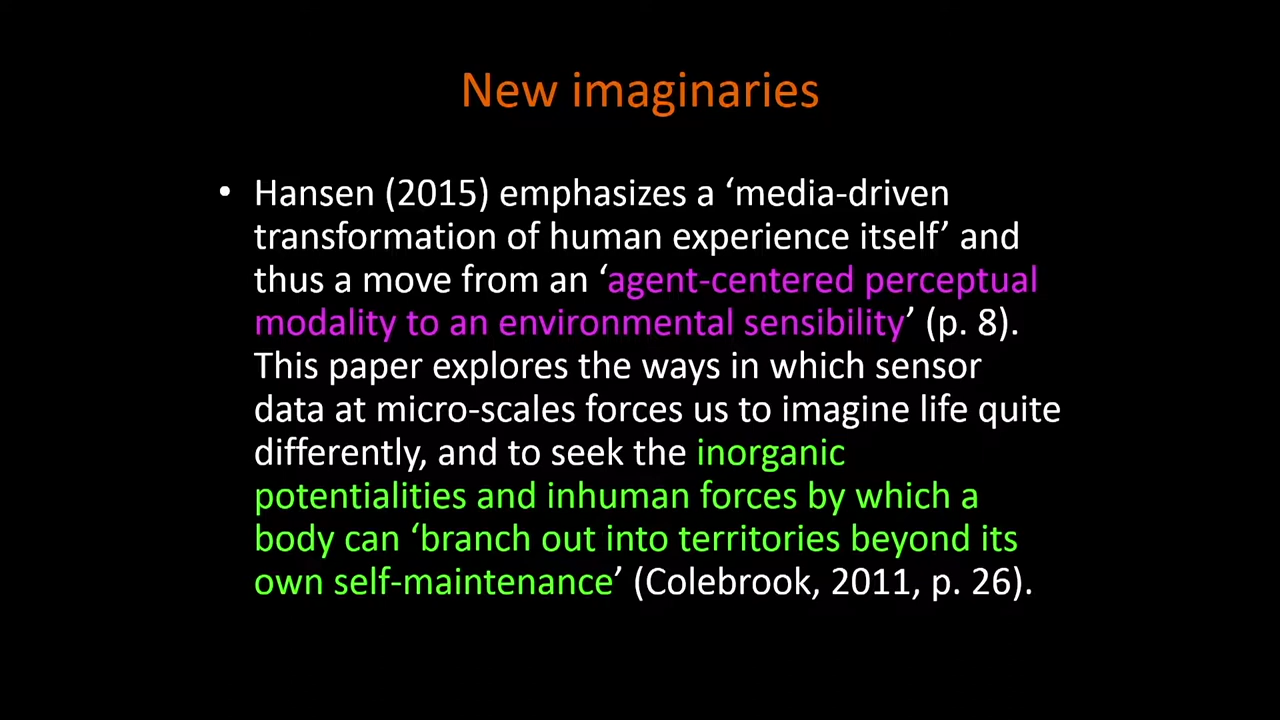 New imaginaries
• Hansen (2015) emphasizes a ‘media-driven
transformation of human experience itself’ and
thus a move from an ‘agent-centered perceptual
modality to an environmental sensibility’ (p. 8).
This paper explores the ways in which sensor
data at micro-scales forces us to imagine life quite
differently, and to seek the inorganic
potentialities and inhuman forces by which a
body can ‘branch out into territories beyond its
own self-maintenance’ (Colebrook, 2011, p. 26).